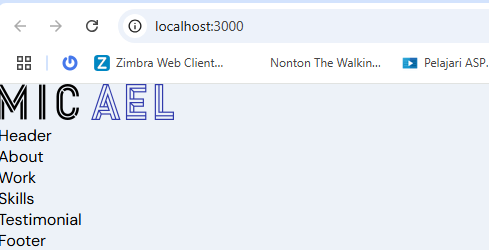 localhost:3000
Zimbra Web Client... Nonton The Walkin... Pelajari ASP.
MIC AEL
Header
About
Work
Skills
Testimonial
Footer